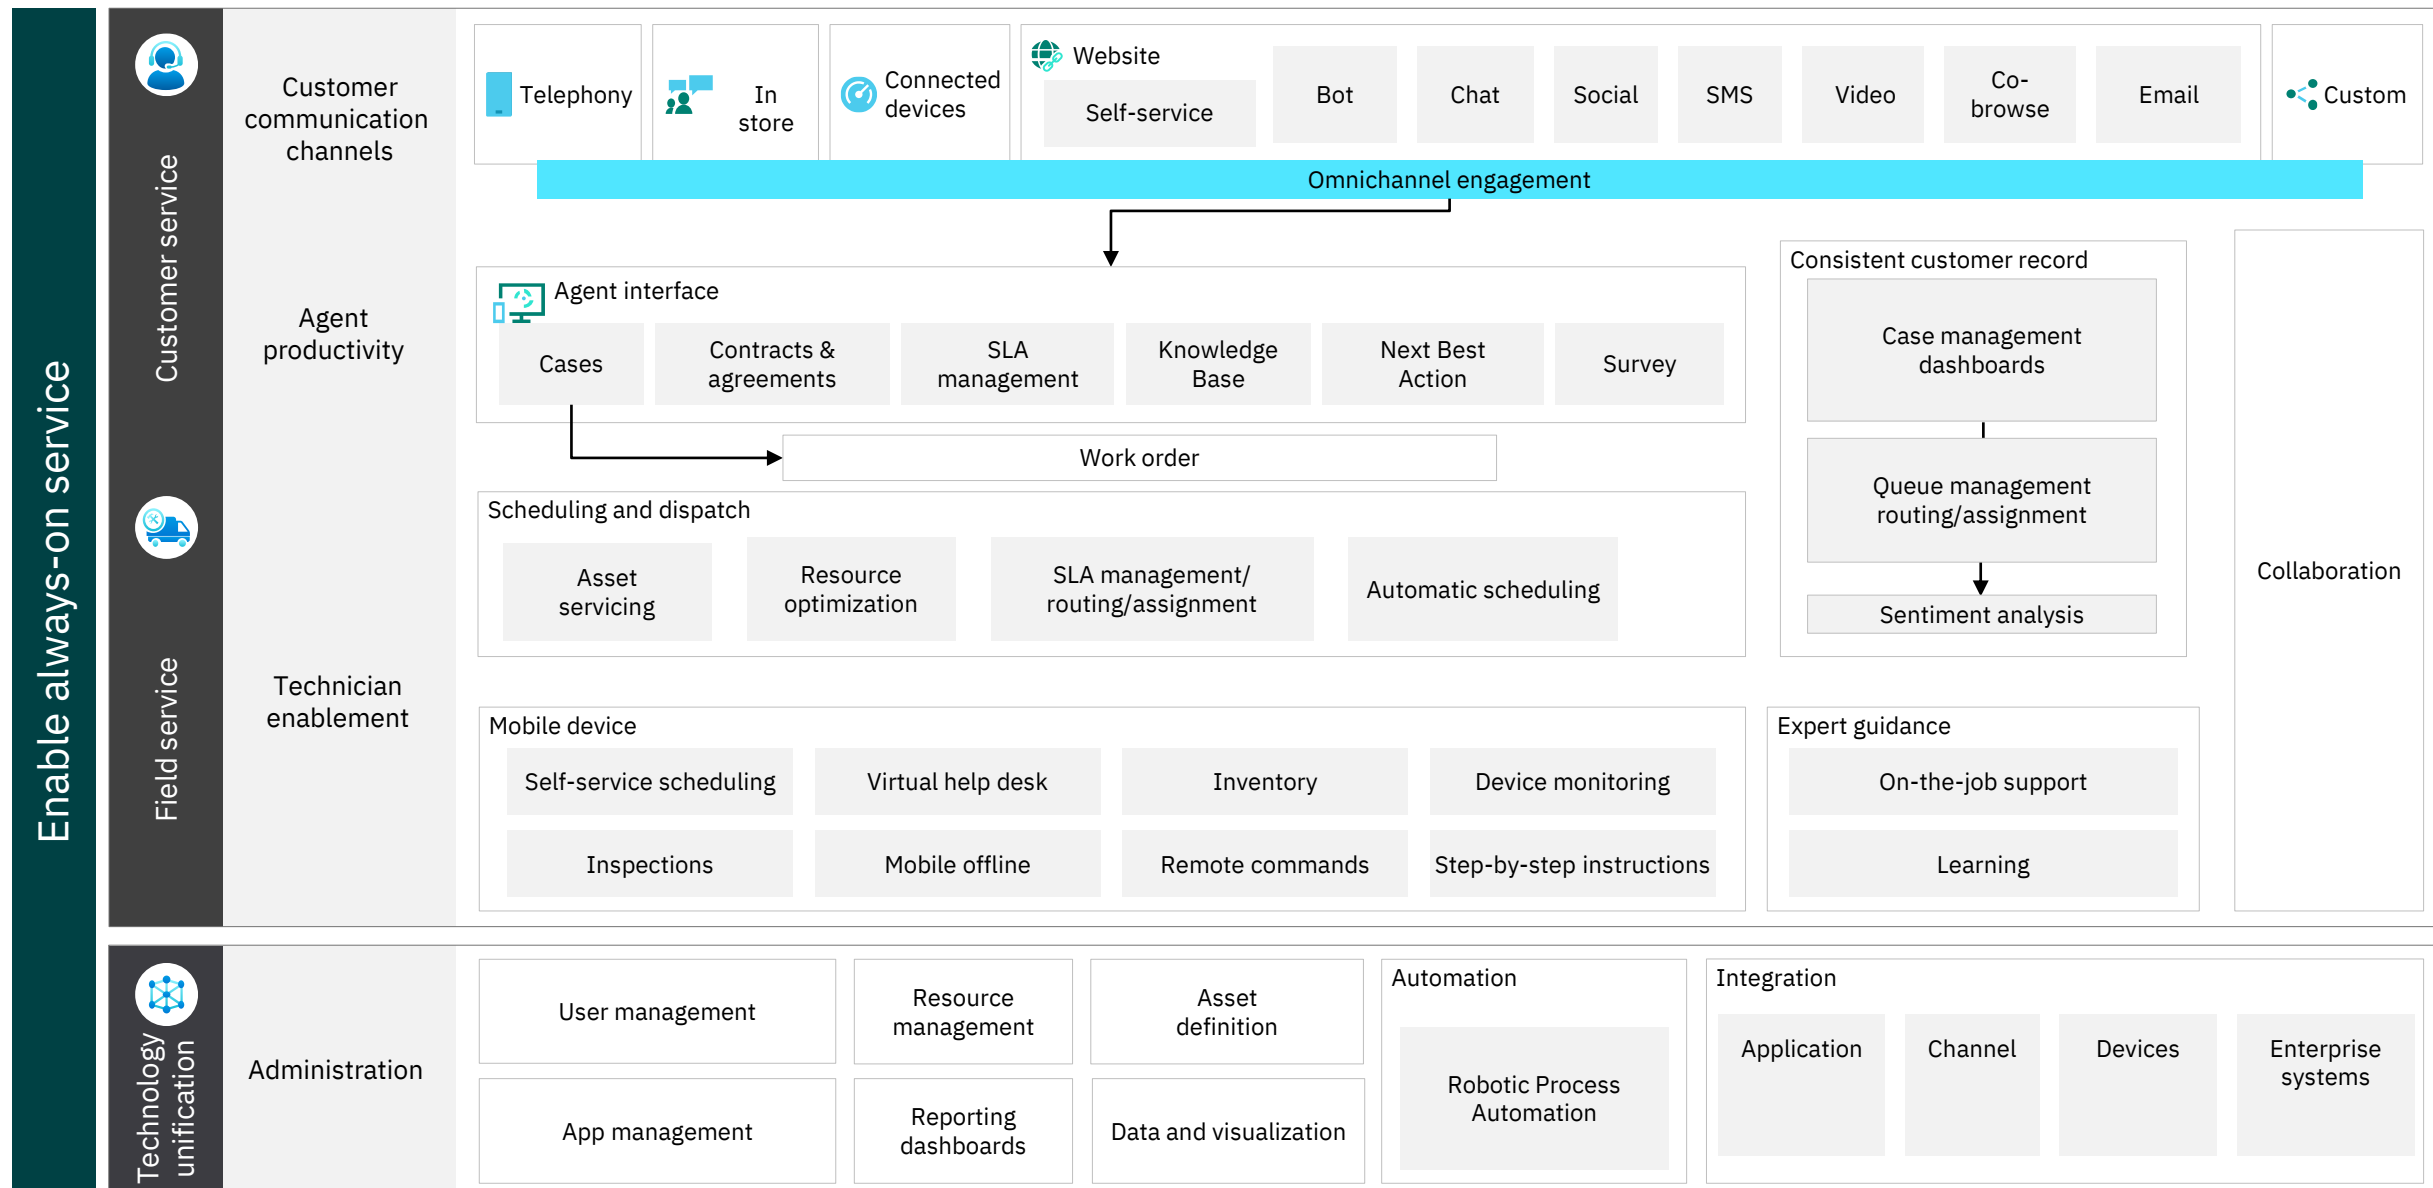 Enable always-on service
Customer service
Customer
communication
channels
Telephony
In
store
Connected
devices
Website
Self-service
Bot
Chat
Social
SMS
Video
Co-
browse
Email
Custom
Omnichannel engagement
Agent
productivity
Agent interface
Cases
Contracts &
agreements
SLA
management
Knowledge
Base
Next Best
Action
Survey
Work order
Consistent customer record
Case management
dashboards
Queue management
routing/assignment
Sentiment analysis
Collaboration
Field service
Technician
enablement
Scheduling and dispatch
Asset
servicing
Resource
optimization
SLA management/
routing/assignment
Automatic scheduling
Mobile device
Self-service scheduling
Virtual help desk
Inventory
Device monitoring
Inspections
Mobile offline
Remote commands
Step-by-step instructions
Expert guidance
On-the-job support
Learning
Technology
unification
Administration
User management
Resource
management
Asset
definition
App management
Reporting
dashboards
Data and visualization
Automation
Robotic Process
Automation
Integration
Application
Channel
Devices
Enterprise
systems